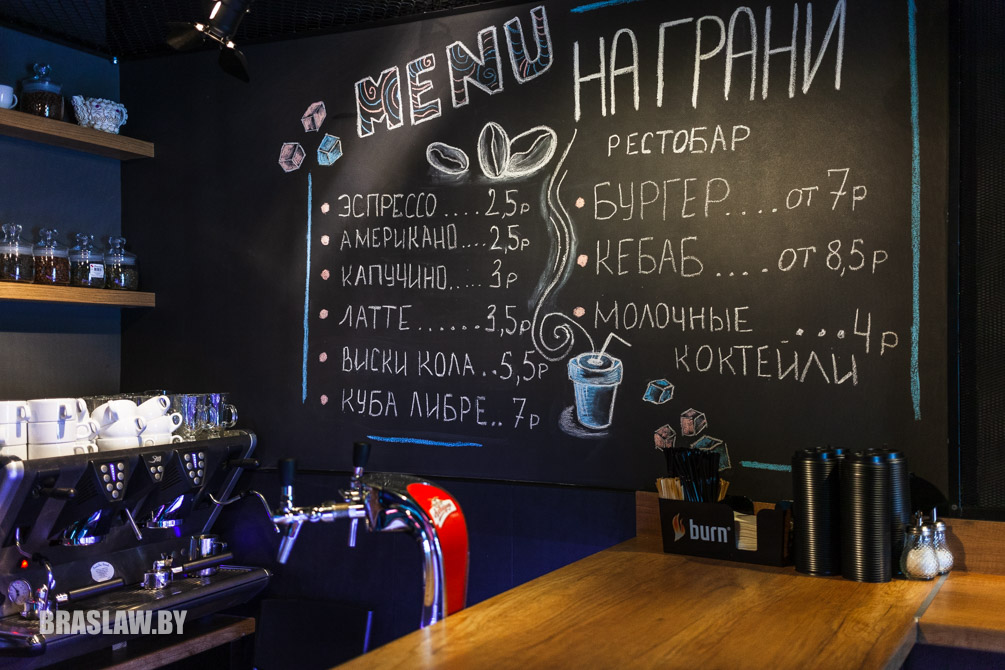 MENU
НА ГРАНИ
РЕСТОБАР
ЭСПРЕССО....2,5р
АМЕРИКАНО....2,5р
КАПУЧИНО.....3р
ЛАТТЕ.......3,5р
ВИСКИ КОЛА..5,5р
КУБА ЛИБРЕ..7р
БУРГЕР....от 7р
КЕБАБ.....от 8,5р
МОЛОЧНЫЕ
КОКТЕЙЛИ ....4р
burn
BRASLAW.BY